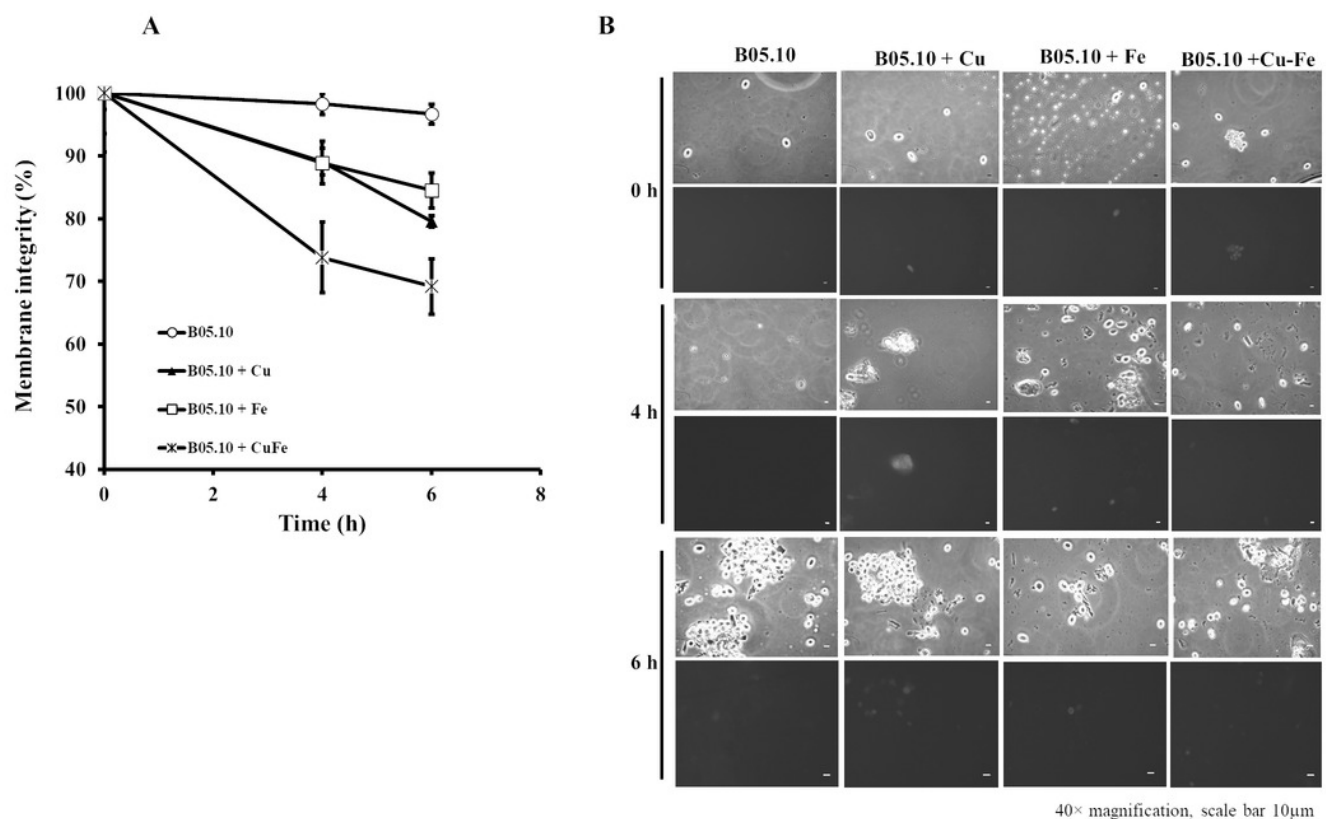 A
Membrane integrity (%)
100
90
80
70
60
50
40
B05.10
B05.10 + Cu
B05.10 + Fe
B05.10 + CuFe
0 2 4 6 8
Time (h)
B
B05.10 B05.10 + Cu B05.10 + Fe B05.10 +Cu-Fe
0 h
4 h
6 h
40× magnification, scale bar 10µm